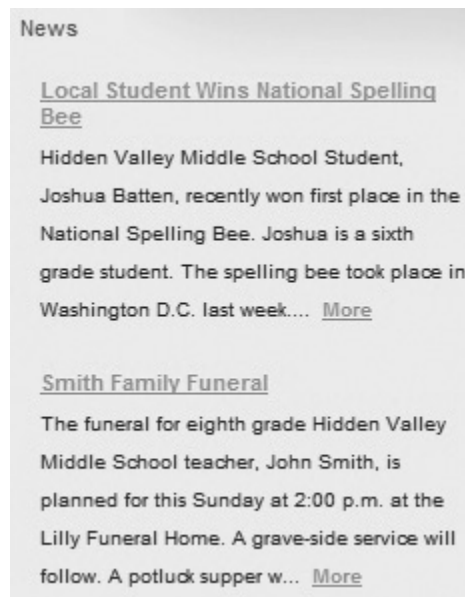 News
Local Student Wins National Spelling
Bee
Hidden Valley Middle School Student,
Joshua Batten, recently won first place in the
National Spelling Bee. Joshua is a sixth
grade student. The spelling bee took place in
Washington D.C. last week.... More
Smith Family Funeral
The funeral for eighth grade Hidden Valley
Middle School teacher, John Smith, is
planned for this Sunday at 2:00 p.m. at the
Lilly Funeral Home. A grave-side service will
follow. A potluck supper w... More